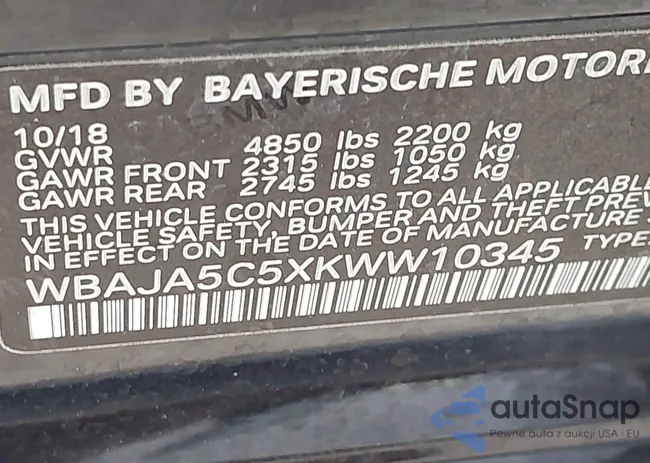 MFD BY BAYERISCHE MOTOR
10/18
GVWR 4850 lbs 2200 kg
GAWR FRONT 2315 lbs 1050 kg
GAWR REAR 2745 lbs 1245 kg
THIS VEHICLE CONFORMS TO ALL APPLICABL
VEHICLE SAFETY, BUMPER AND THEFT PREV
IN EFFECT ON THE DATE OF MANUFACTURE
WBAJA5C5XKWW10345 TYPE:
autaSnap
Pewne auta z aukcji USA i EU